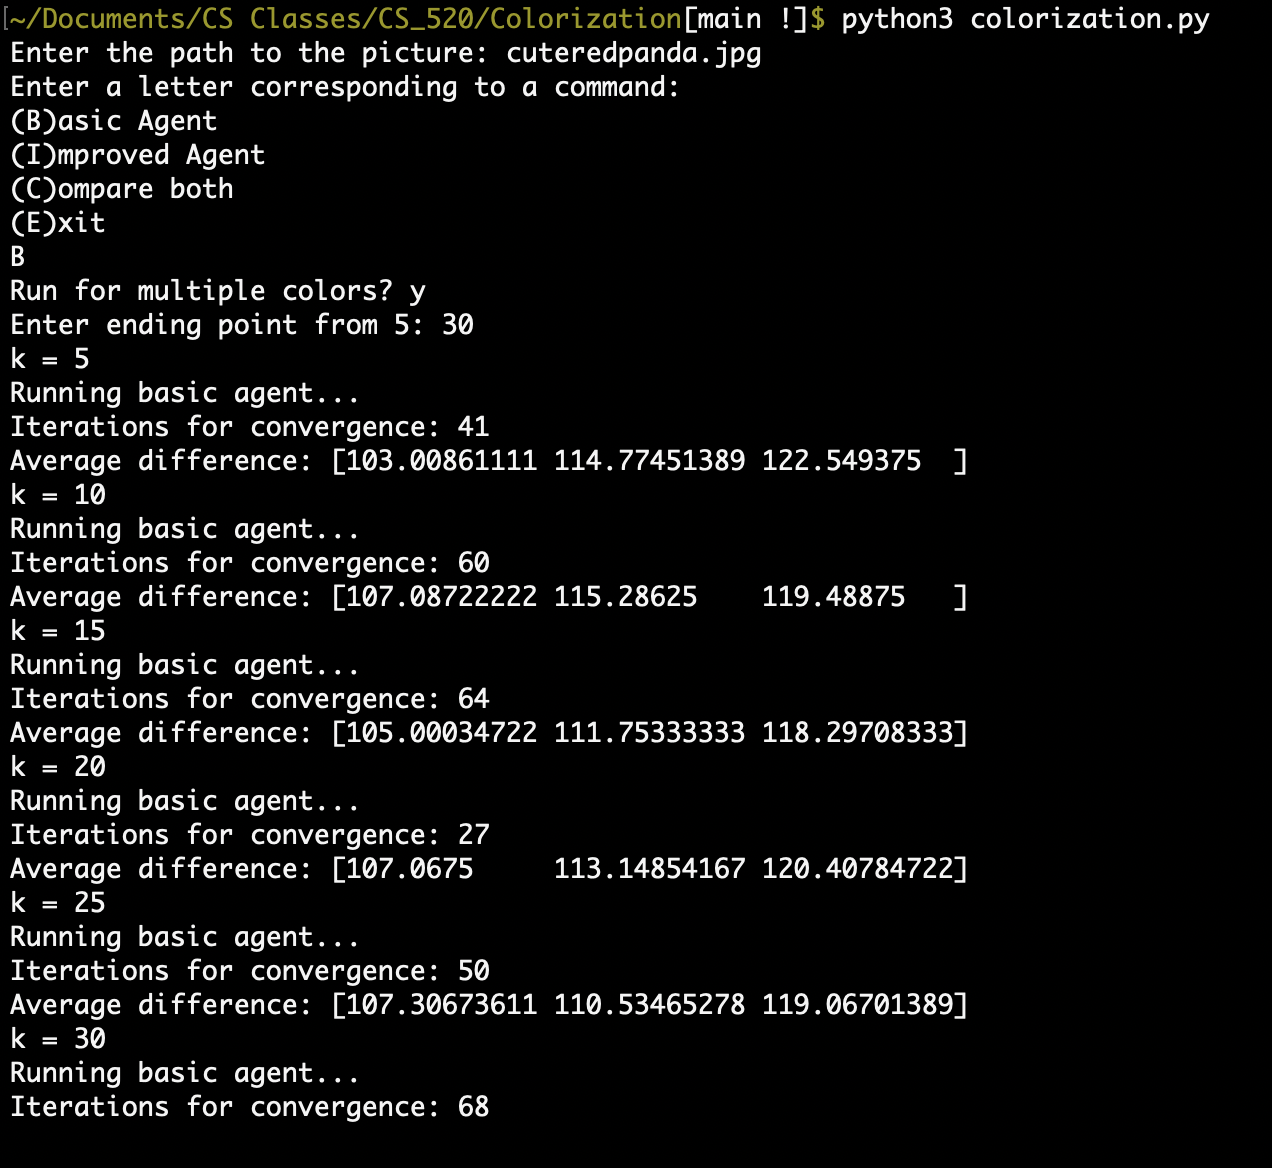 ~/Documents/CS Classes/CS_520/Colorization[main !]$ python3 colorization.py
Enter the path to the picture: cuteredpanda.jpg
Enter a letter corresponding to a command:
(B)asic Agent
(I)mproved Agent
(C)ompare both
(E)xit
B
Run for multiple colors? y
Enter ending point from 5: 30
k = 5
Running basic agent...
Iterations for convergence: 41
Average difference: [103.00861111 114.77451389 122.549375  ]
k = 10
Running basic agent...
Iterations for convergence: 60
Average difference: [107.08722222 115.28625    119.48875   ]
k = 15
Running basic agent...
Iterations for convergence: 64
Average difference: [105.00034722 111.75333333 118.29708333]
k = 20
Running basic agent...
Iterations for convergence: 27
Average difference: [107.0675     113.14854167 120.40784722]
k = 25
Running basic agent...
Iterations for convergence: 50
Average difference: [107.30673611 110.53465278 119.06701389]
k = 30
Running basic agent...
Iterations for convergence: 68